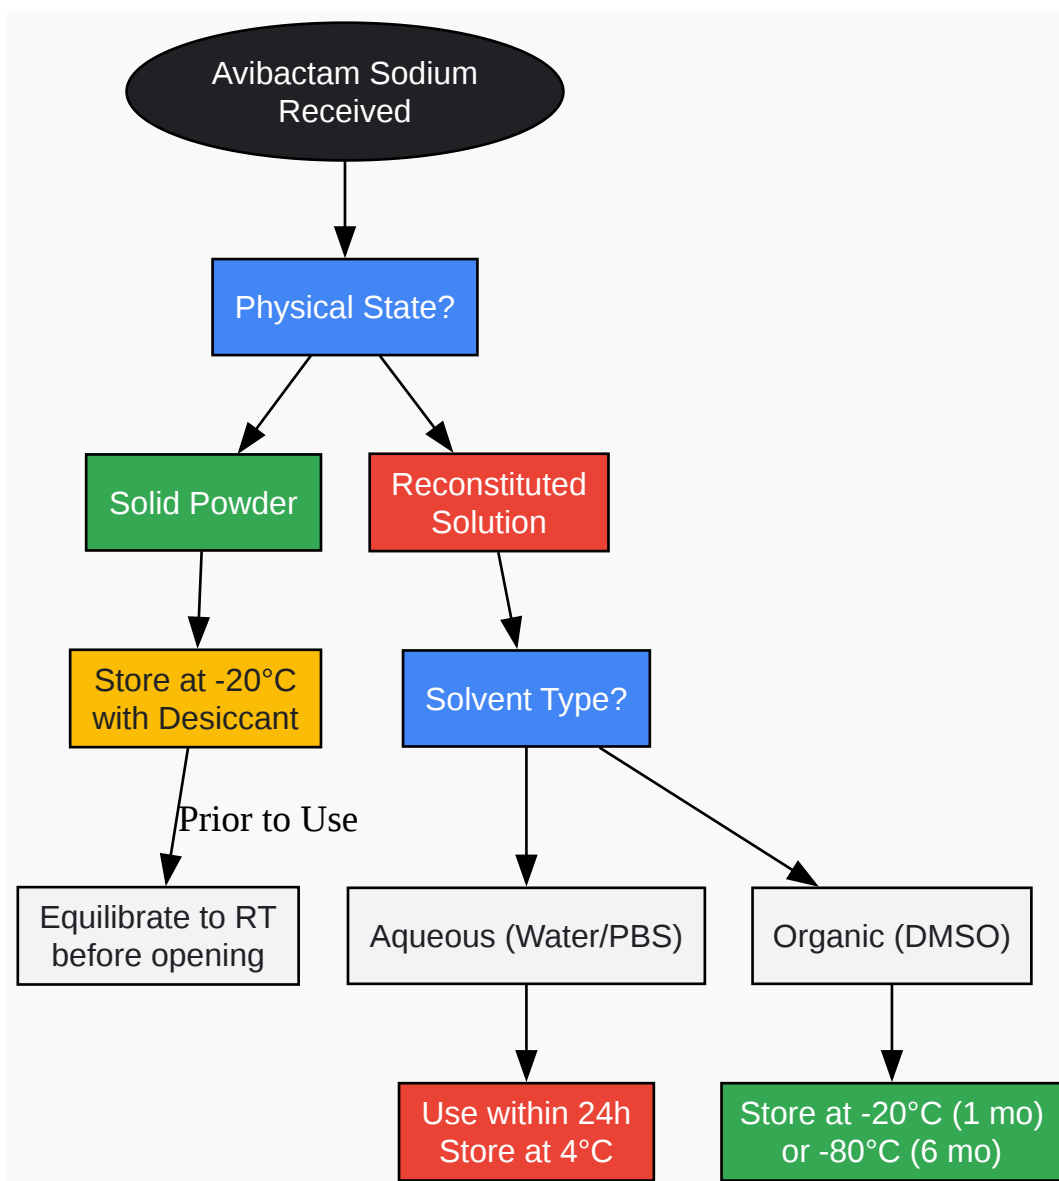 Avibactam Sodium
Received
Physical State?
Solid Powder
Reconstituted
Solution
Store at -20°C
with Desiccant
Solvent Type?
Prior to Use
Equilibrate to RT
before opening
Aqueous (Water/PBS)
Organic (DMSO)
Use within 24h
Store at 4°C
Store at -20°C (1 mo)
or -80°C (6 mo)